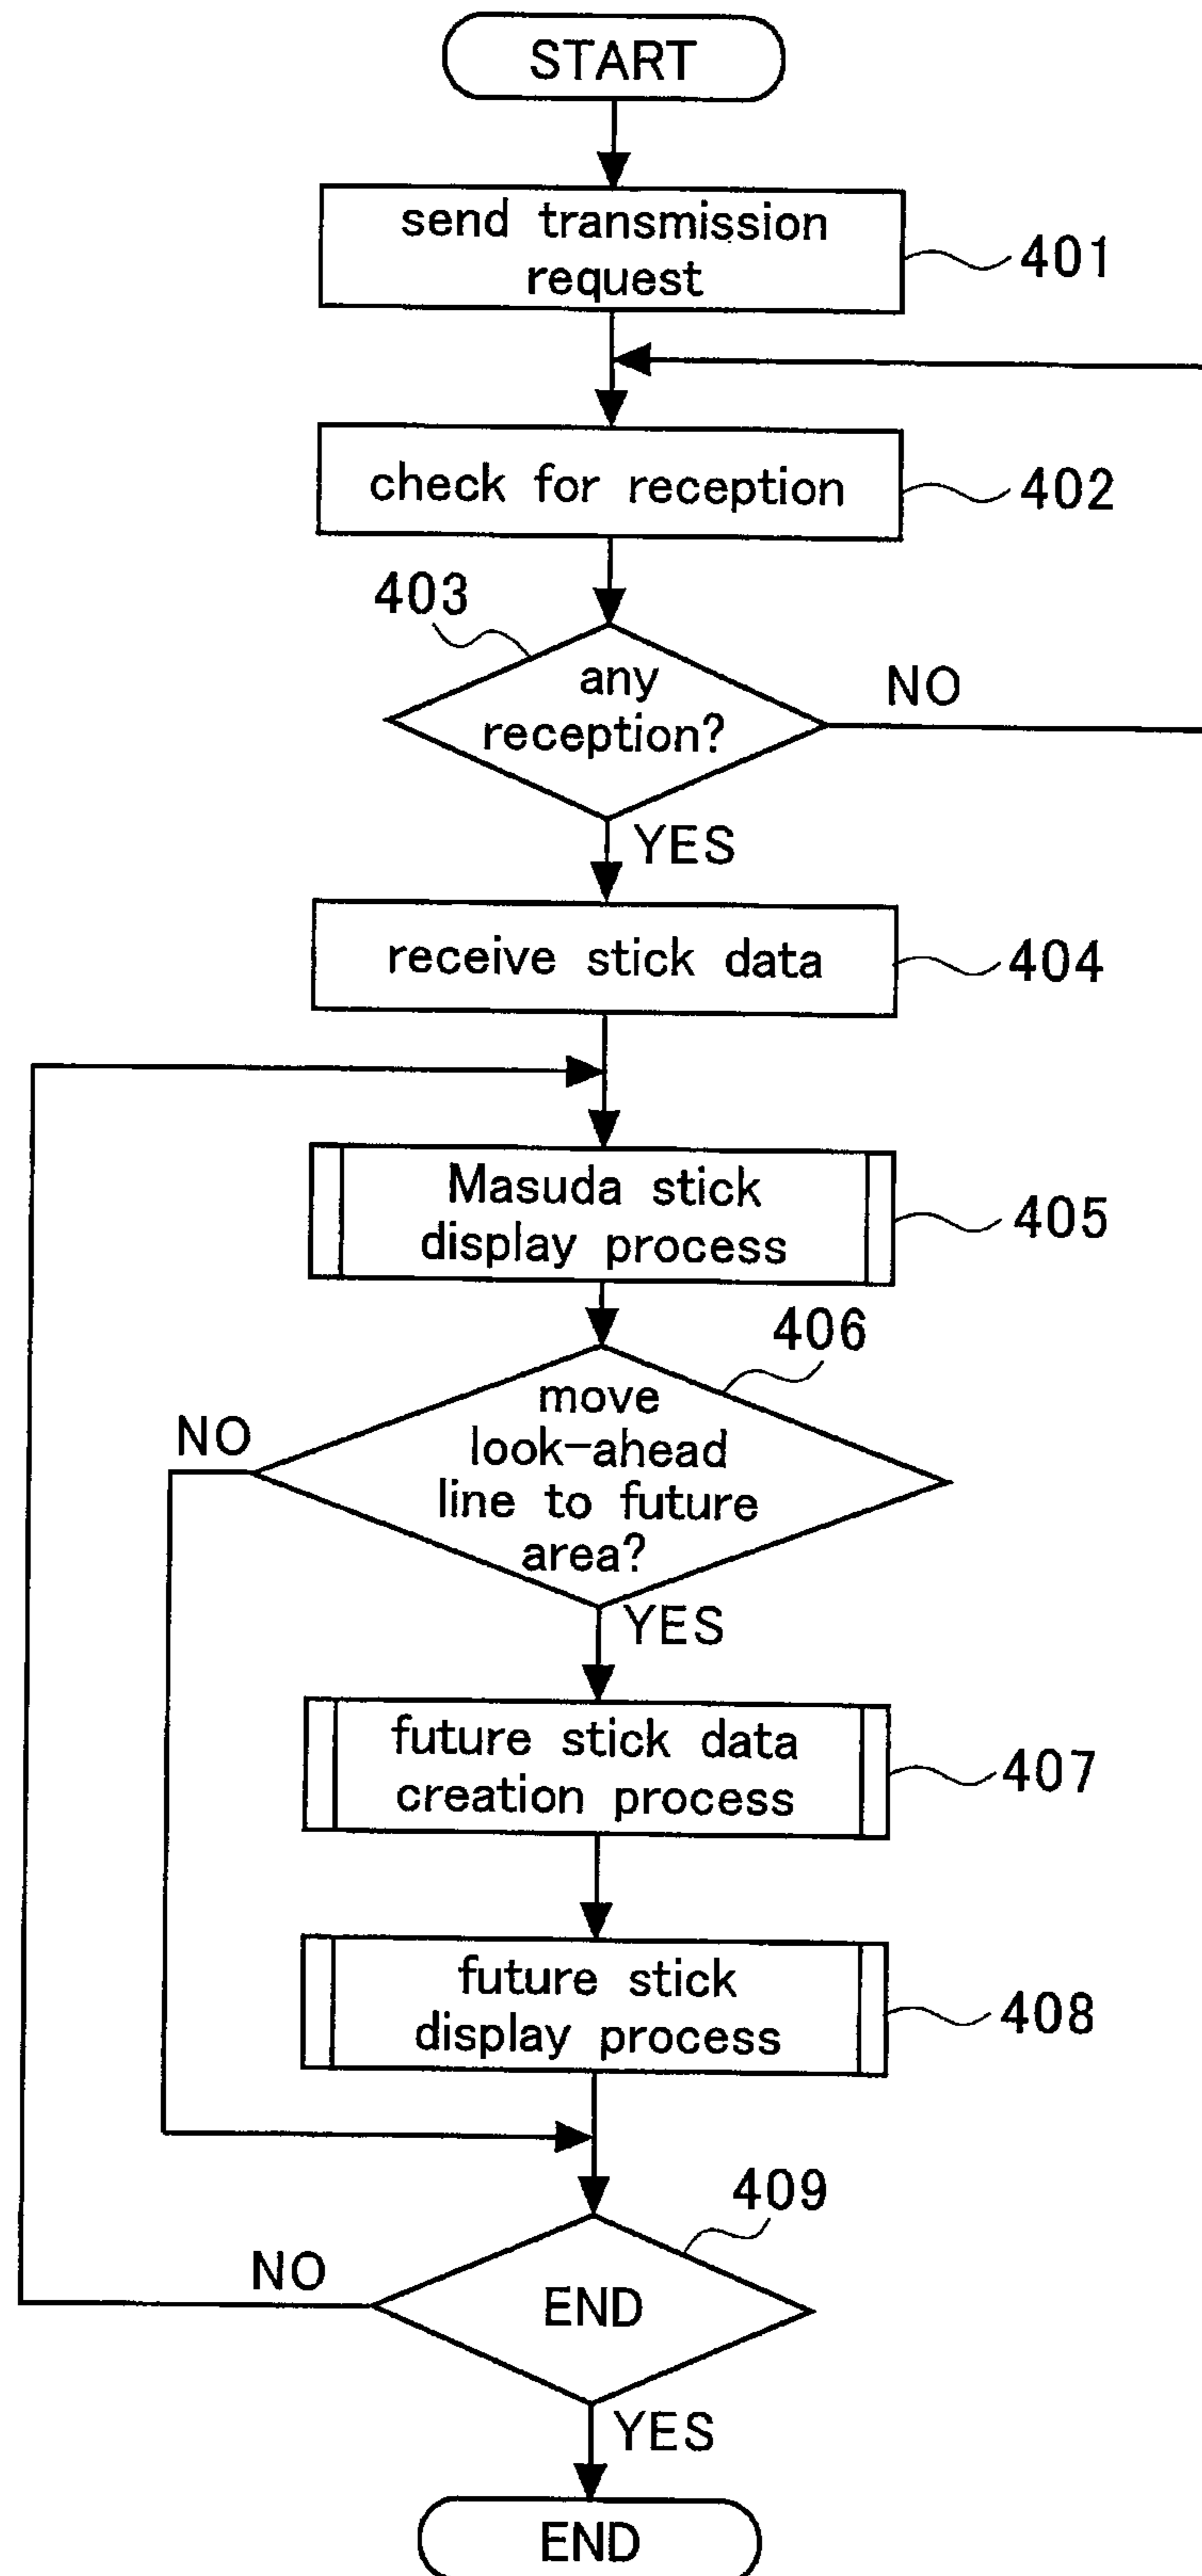 START
send transmission
request
401
check for reception
402
403
any
reception?
NO
YES
receive stick data
404
Masuda stick
display process
405
406
move
look-ahead
line to future
area?
NO
YES
future stick data
creation process
407
future stick
display process
408
409
END
NO
YES
END